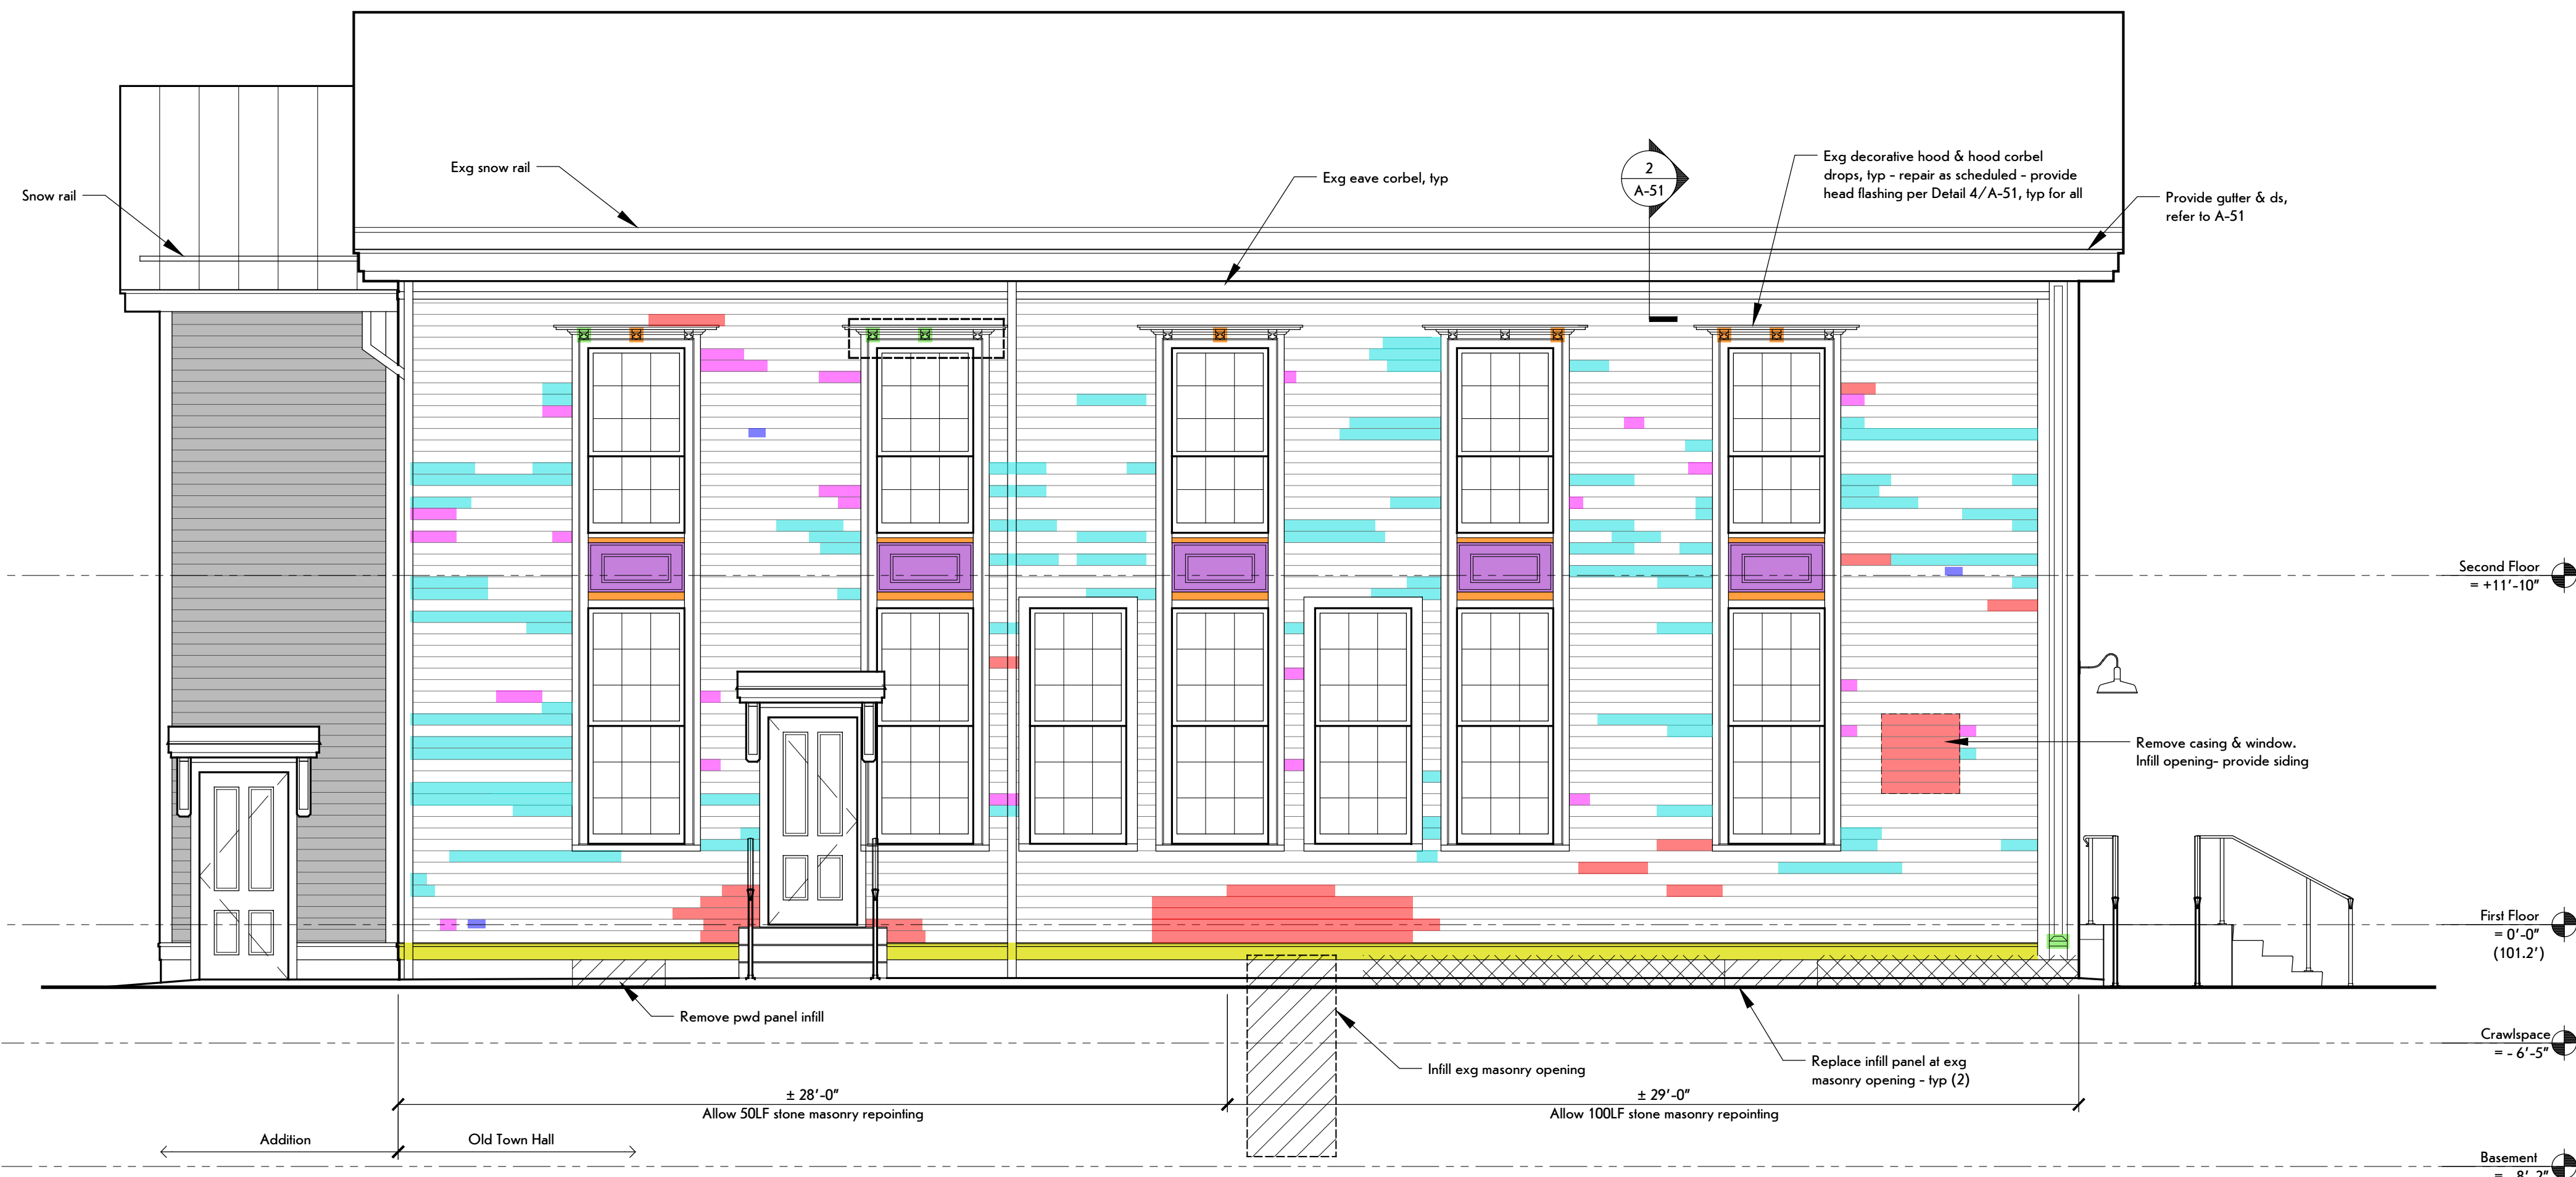 Snow rail
Exg snow rail
Exg eave corbel, typ
2
A-51
Exg decorative hood & hood corbel
drops, typ - repair as scheduled - provide
head flashing per Detail 4/A-51, typ for all
Provide gutter & ds,
refer to A-51
Second Floor
= +11'-10"
Remove casing & window.
Infill opening- provide siding
First Floor
= 0'-0"
(101.2')
Remove pwd panel infill
Crawlspace
= - 6'-5"
Infill exg masonry opening
Replace infill panel at exg
masonry opening - typ (2)
± 28'-0"
Allow 50LF stone masonry repointing
± 29'-0"
Allow 100LF stone masonry repointing
Addition
Old Town Hall
Basement
= - 8'-2"